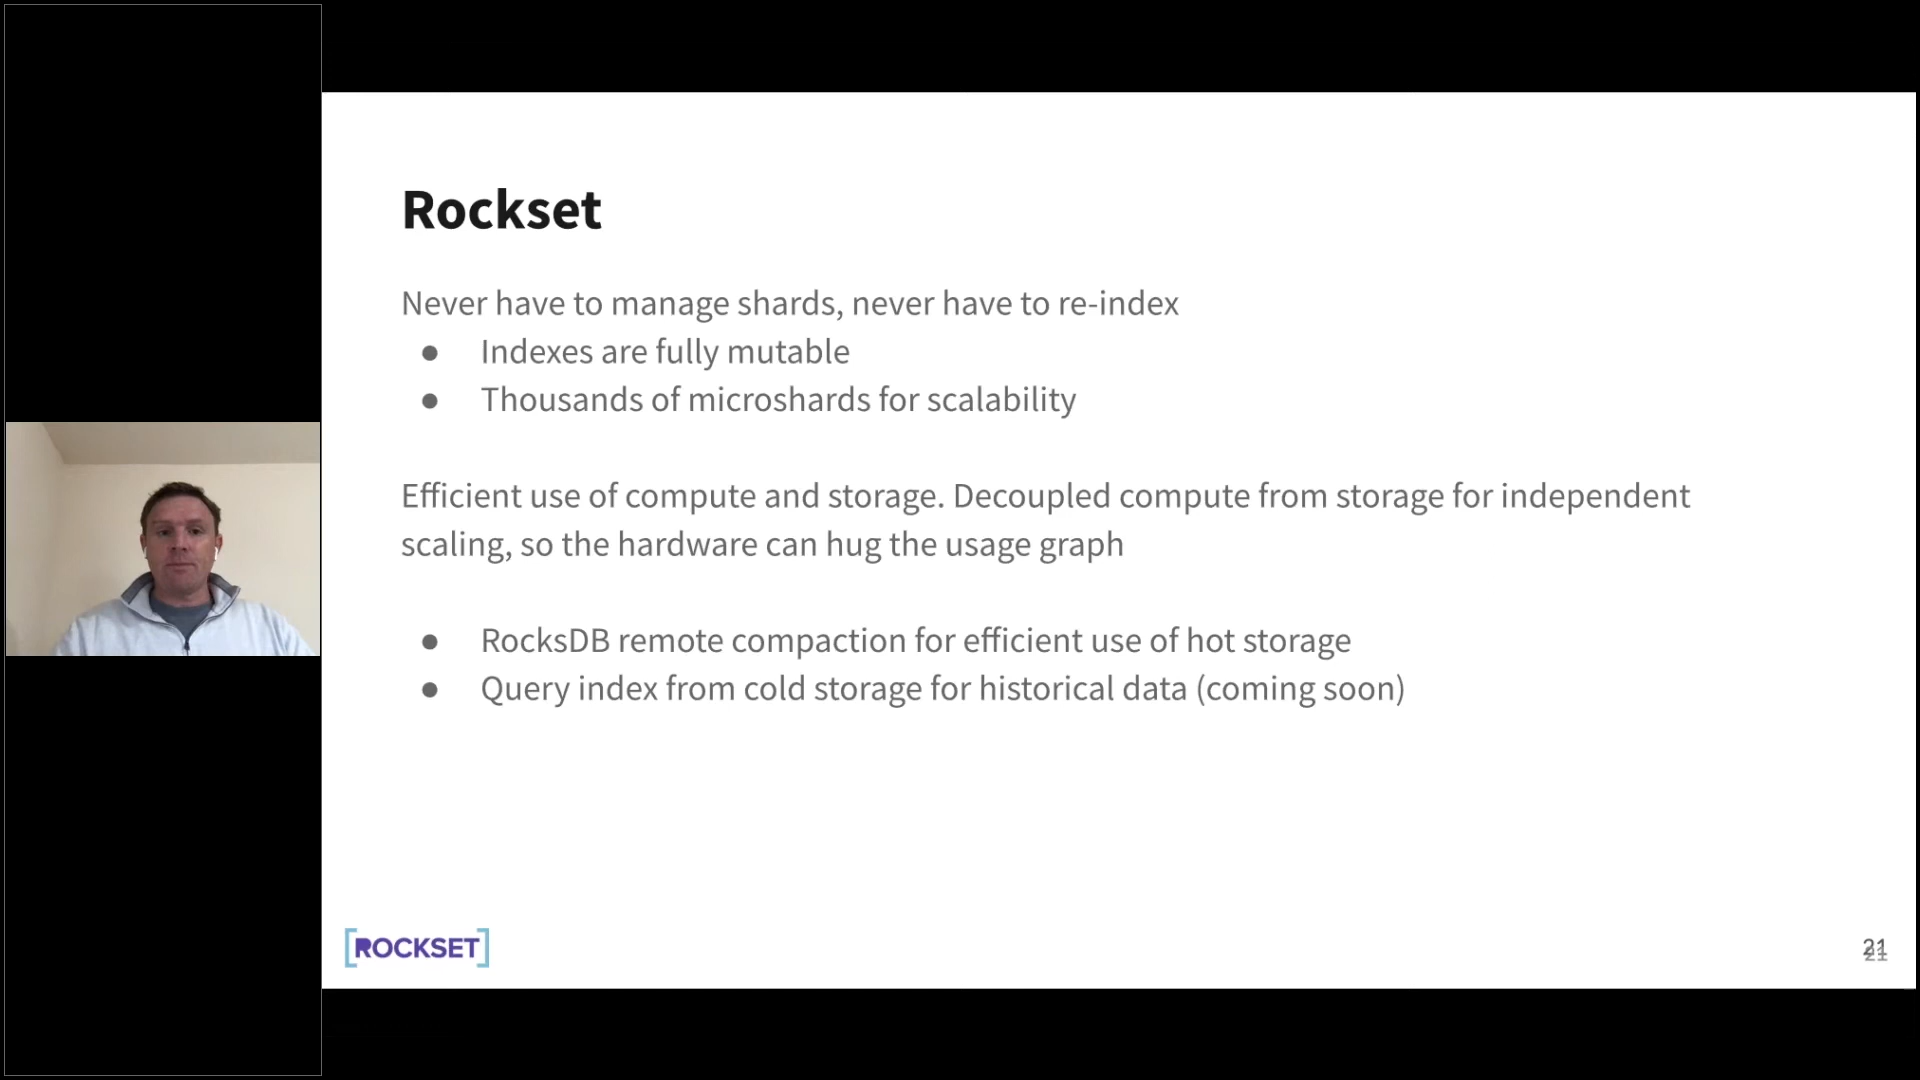 Rockset
Never have to manage shards, never have to re-index
● Indexes are fully mutable
● Thousands of microshards for scalability
Efficient use of compute and storage. Decoupled compute from storage for independent
scaling, so the hardware can hug the usage graph
● RocksDB remote compaction for efficient use of hot storage
● Query index from cold storage for historical data (coming soon)
[ROCKSET]
21
21